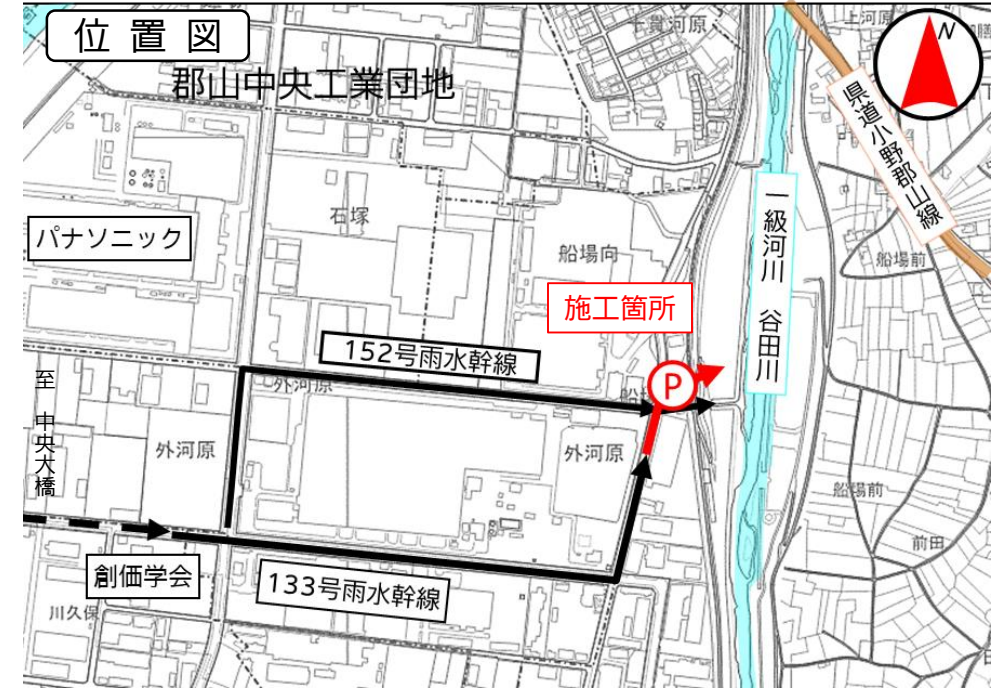 位置図
郡山中央工業団地
十貫河原
上河原
N
県道小野郡山線
石塚
パナソニック
船場向
一級河川 谷田川
船場前
施工箇所
152号雨水幹線
外河原
P
至 中央大橋
外河原
外河原
船場前
前田
創価学会
133号雨水幹線
川久保